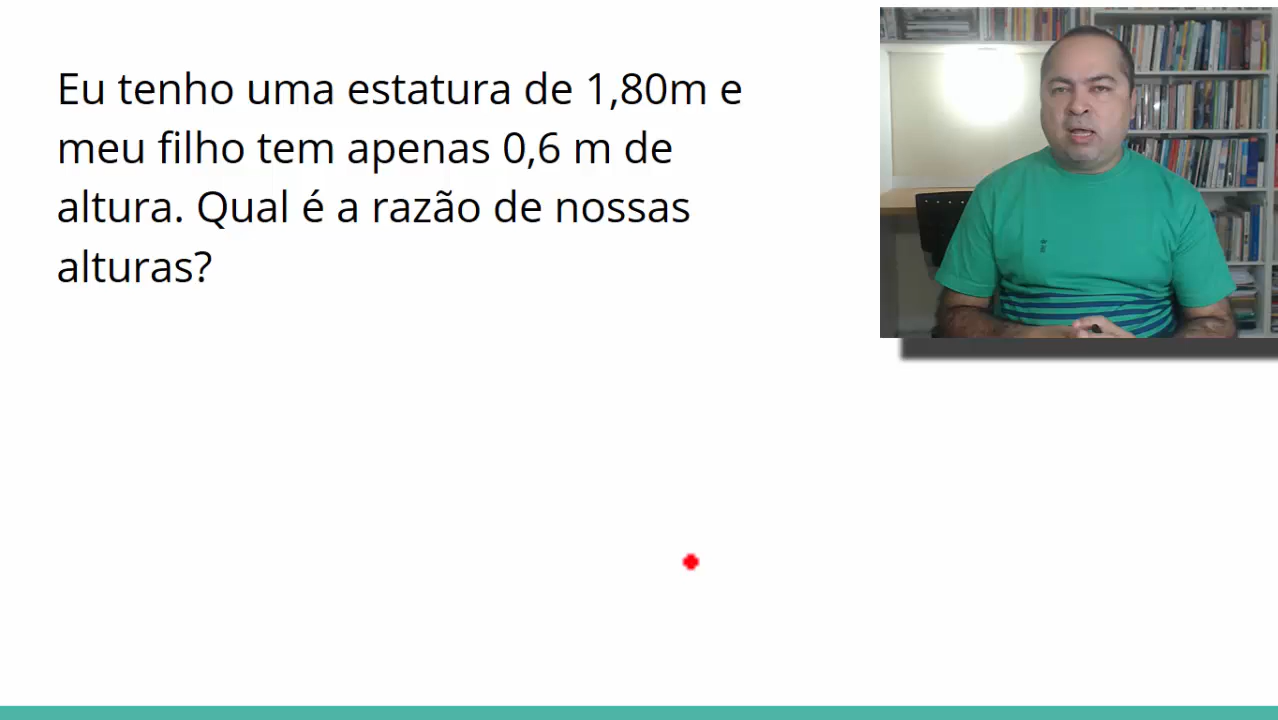 Eu tenho uma estatura de 1,80m e
meu filho tem apenas 0,6 m de
altura. Qual é a razão de nossas
alturas?